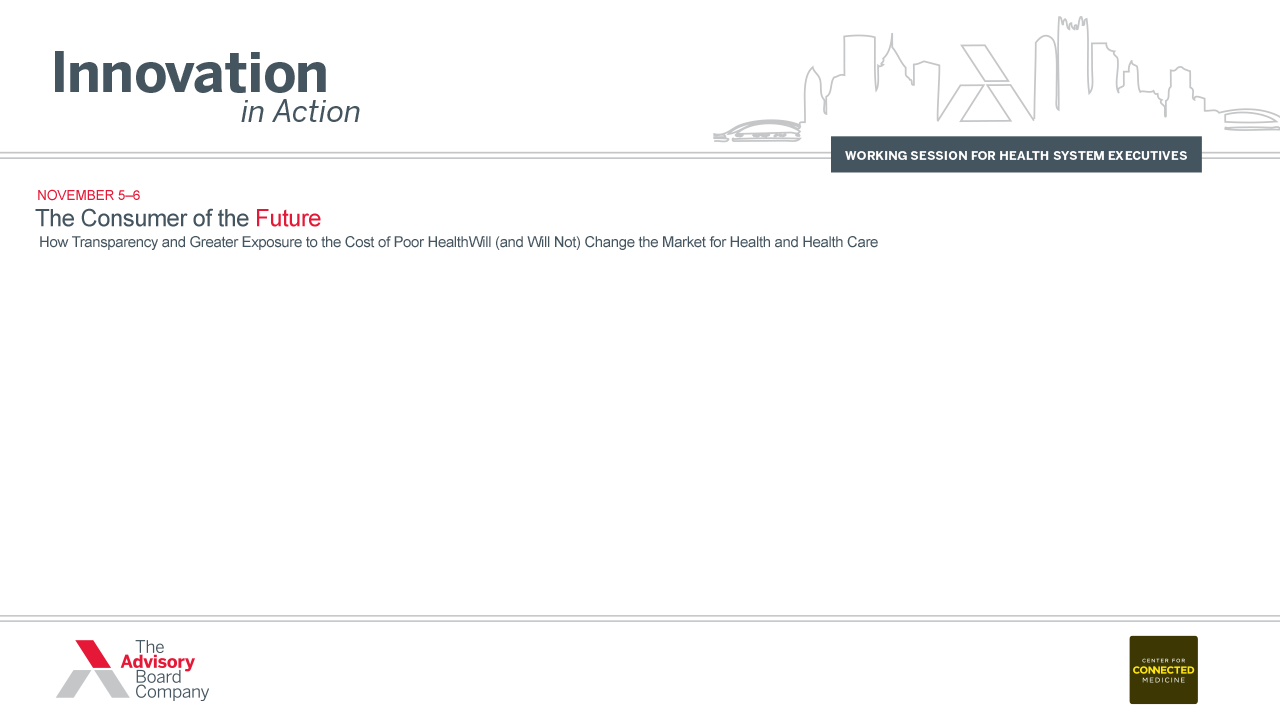 Innovation
in Action
WORKING SESSION FOR HEALTH SYSTEM EXECUTIVES
NOVEMBER 5–6
The Consumer of the Future
How Transparency and Greater Exposure to the Cost of Poor HealthWill (and Will Not) Change the Market for Health and Health Care
The
Advisory
Board
Company
CENTER FOR
CONNECTED
MEDICINE